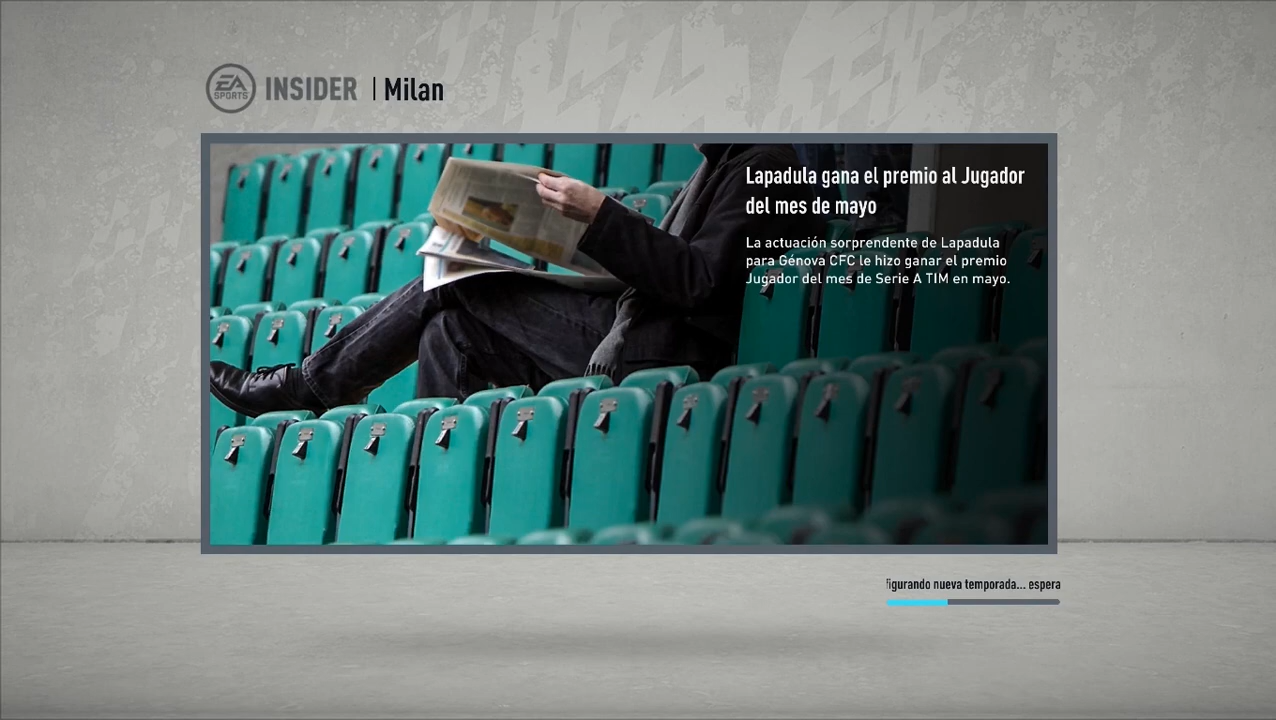 EA
SPORTS
INSIDER | Milan
Lapadula gana el premio al Jugador
del mes de mayo
La actuación sorprendente de Lapadula
para Génova CFC le hizo ganar el premio
Jugador del mes de Serie A TIM en mayo.
figurando nueva temporada... espera